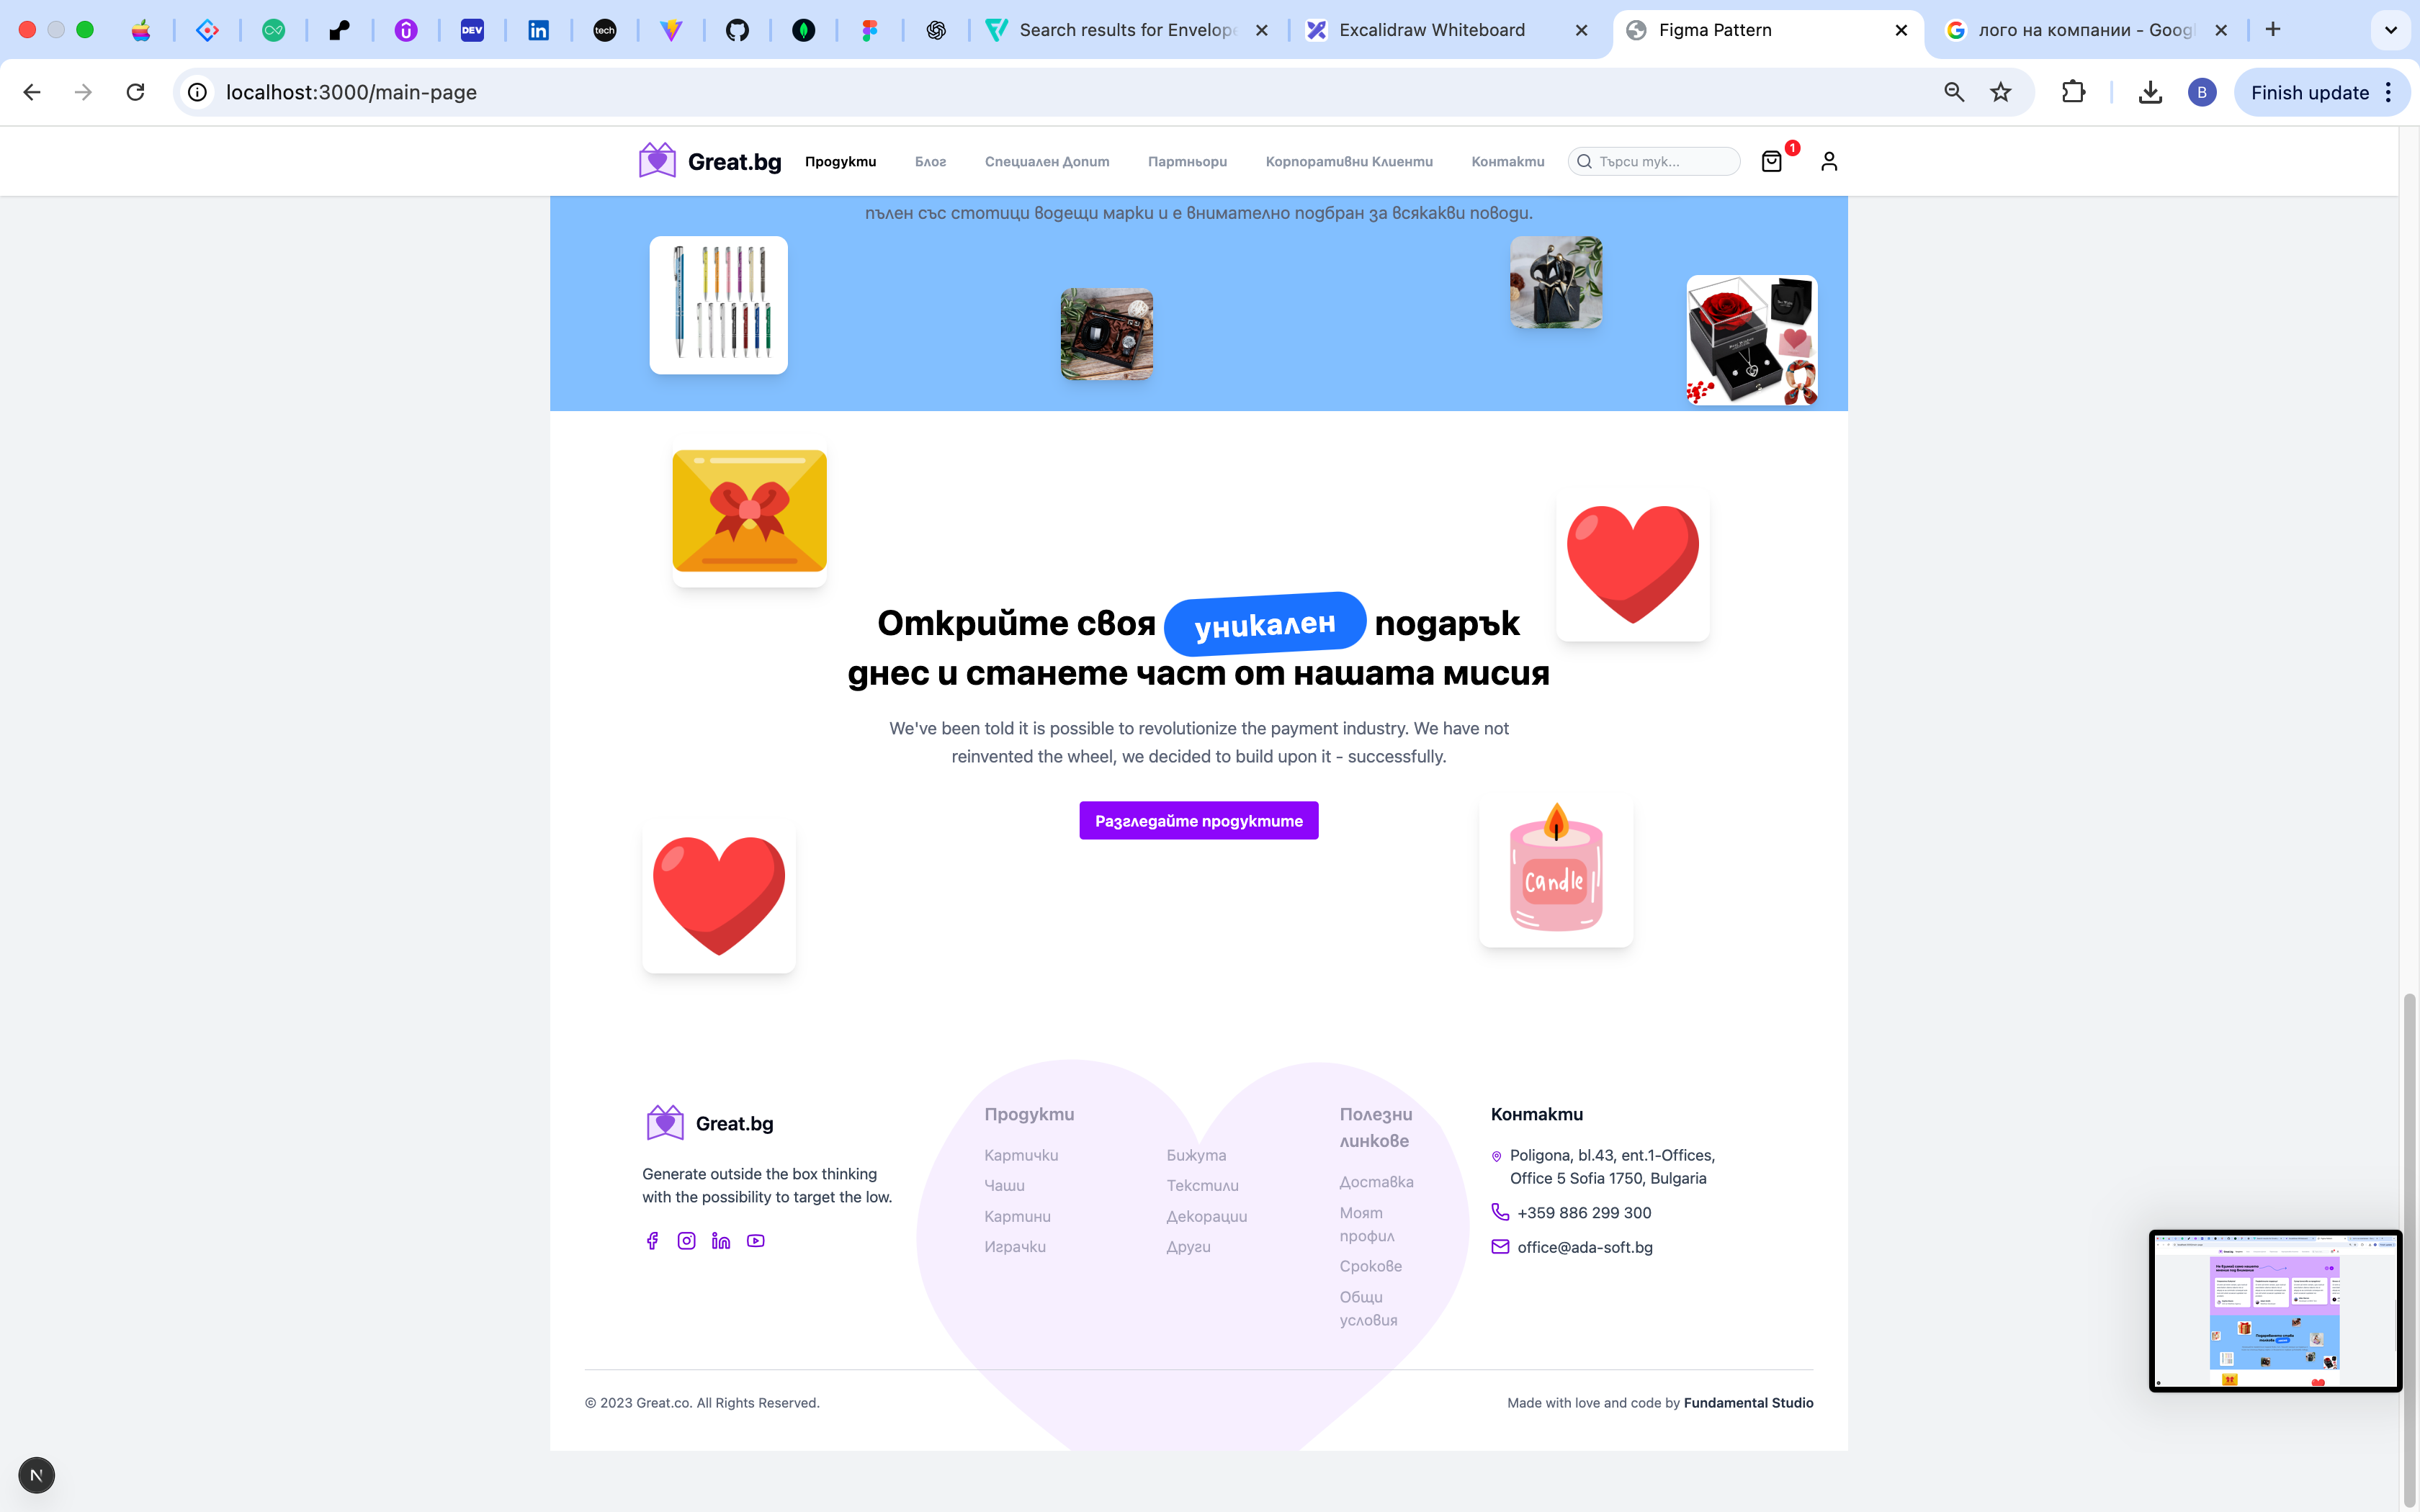 DEV
tech
Search results for Envelope
Excalidraw Whiteboard
Figma Pattern
лого на компании - Goog
localhost:3000/main-page
B
Finish update
Great.bg
Продукти
Блог
Специален Допит
Партньори
Корпоративни Клиенти
Контакти
Търси тук...
1
пълен със стотици водещи марки и е внимателно подбран за всякакви поводи.
Открийте своя уникален подарък
днес и станете част от нашата мисия
We've been told it is possible to revolutionize the payment industry. We have not
reinvented the wheel, we decided to build upon it - successfully.
Разгледайте продуктите
Candle
Great.bg
Generate outside the box thinking
with the possibility to target the low.
Продукти
Картички
Чаши
Картини
Играчки
Бижута
Текстили
Декорации
Други
Полезни
линкове
Доставка
Моят
профил
Срокове
Общи
условия
Контакти
Poligona, bl.43, ent.1-Offices,
Office 5 Sofia 1750, Bulgaria
+359 886 299 300
office@ada-soft.bg
© 2023 Great.co. All Rights Reserved.
Made with love and code by Fundamental Studio
N